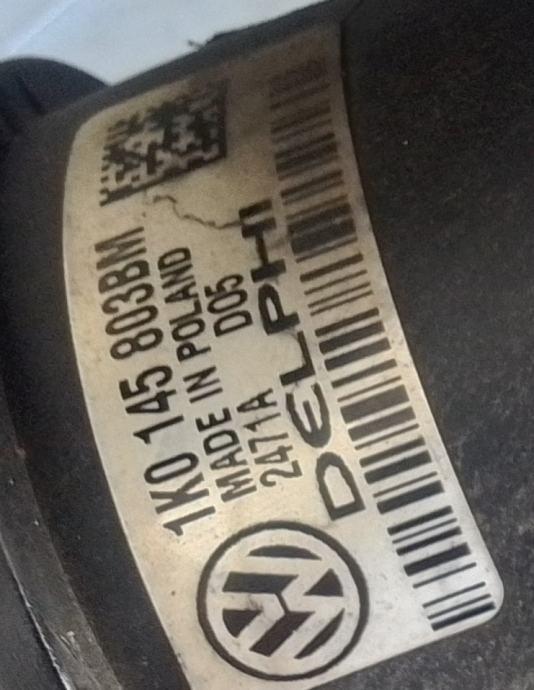 1K0 145 803BM
MADE IN POLAND
2471A D05
DELPHI